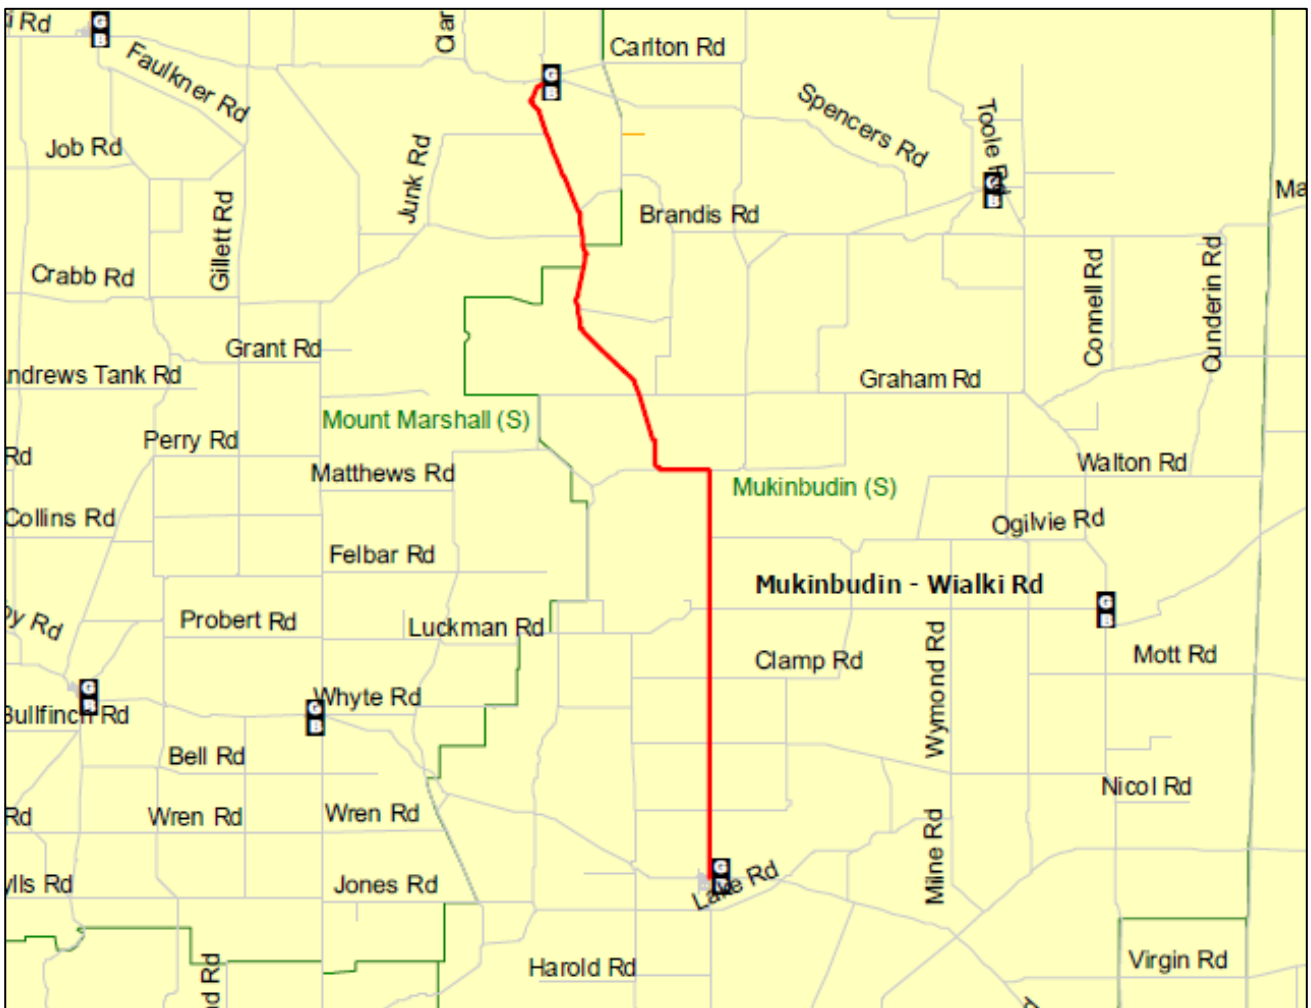 i Rd
Clar
Carlton Rd
G
B
G
B
Faulkner Rd
Spencers Rd
Toole Rd
Job Rd
Junk Rd
G
B
Ma
Gillett Rd
Brandis Rd
Crabb Rd
Connell Rd
Cunderin Rd
Grant Rd
ndrews Tank Rd
Graham Rd
Mount Marshall (S)
Perry Rd
Rd
Matthews Rd
Walton Rd
Mukinbudin (S)
Collins Rd
Ogilvie Rd
Felbar Rd
Mukinbudin - Wialki Rd
G
B
Probert Rd
Luckman Rd
Clamp Rd
Wymond Rd
Mott Rd
G
B
Whyte Rd
G
B
Bullfinch Rd
Bell Rd
Nicol Rd
Rd
Wren Rd
Wren Rd
Milne Rd
G
Lake Rd
ylls Rd
Jones Rd
Harold Rd
Virgin Rd
d Rd